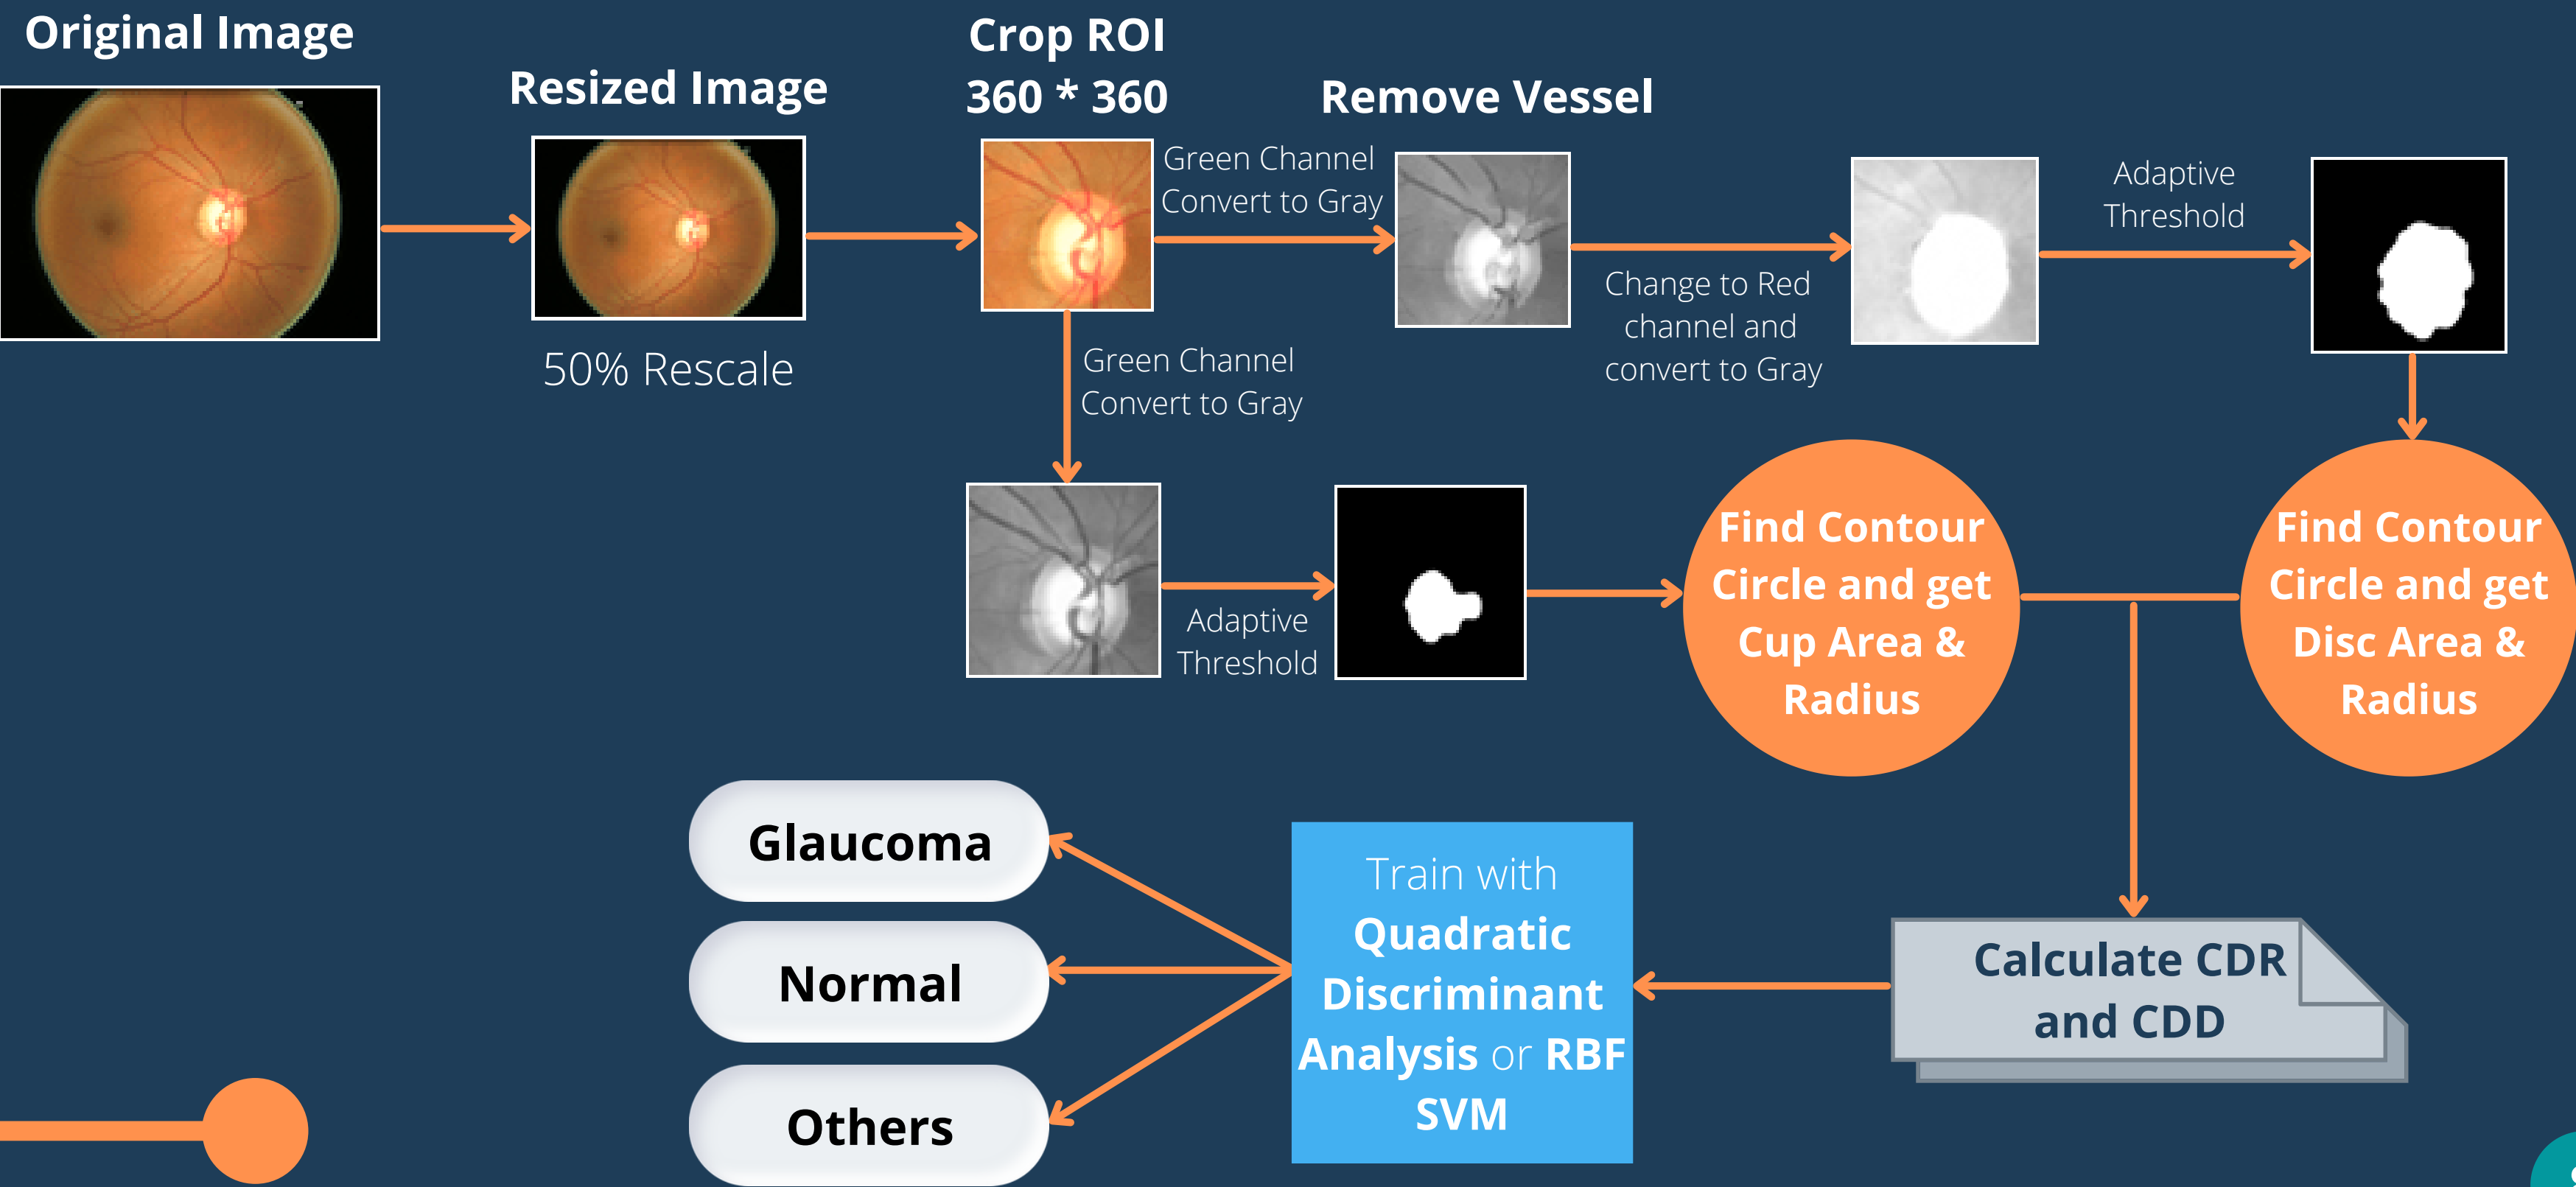 Original Image
Resized Image
50% Rescale
Crop ROI
360 * 360
Green Channel
Convert to Gray
Remove Vessel
Change to Red
channel and
convert to Gray
Adaptive
Threshold
Green Channel
Convert to Gray
Adaptive
Threshold
Find Contour
Circle and get
Cup Area &
Radius
Find Contour
Circle and get
Disc Area &
Radius
Calculate CDR
and CDD
Train with
Quadratic
Discriminant
Analysis or RBF
SVM
Glaucoma
Normal
Others